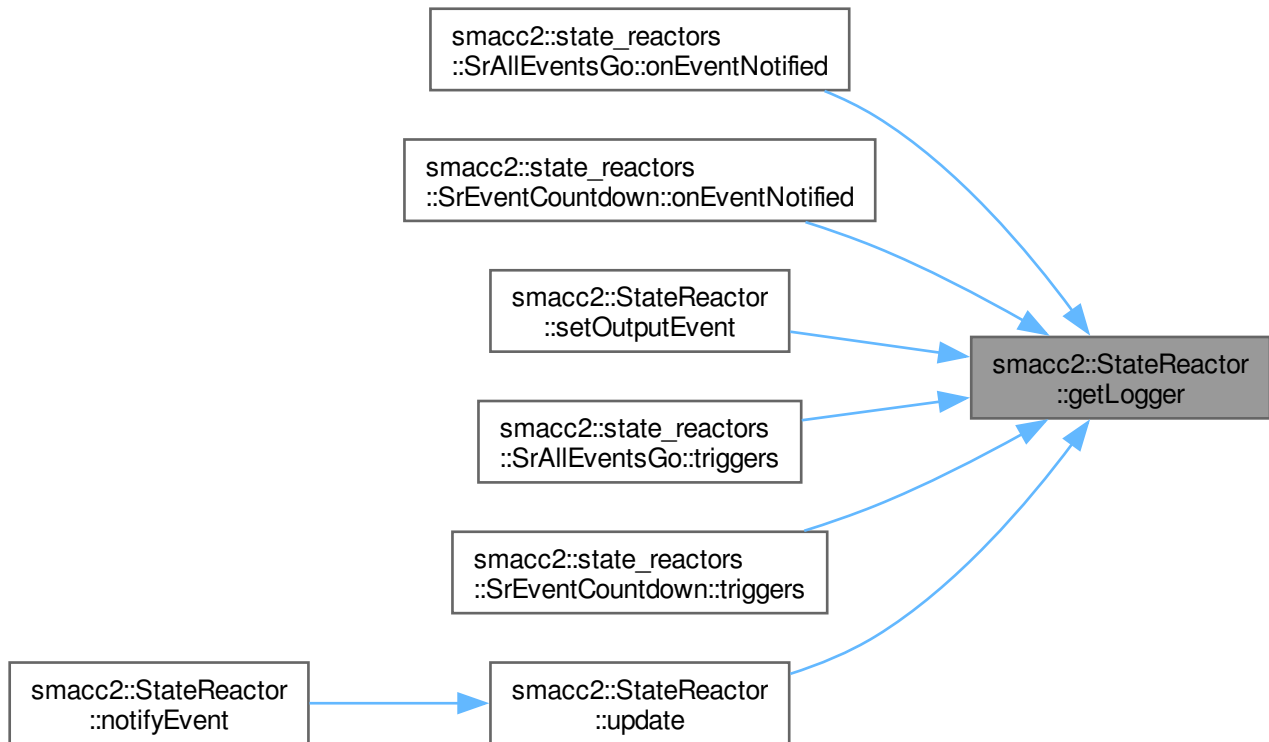 smacc2::state_reactors
::SrAllEventsGo::onEventNotified
smacc2::state_reactors
::SrEventCountdown::onEventNotified
smacc2::StateReactor
::setOutputEvent
smacc2::StateReactor
::getLogger
smacc2::state_reactors
::SrAllEventsGo::triggers
smacc2::state_reactors
::SrEventCountdown::triggers
smacc2::StateReactor
::notifyEvent
smacc2::StateReactor
::update